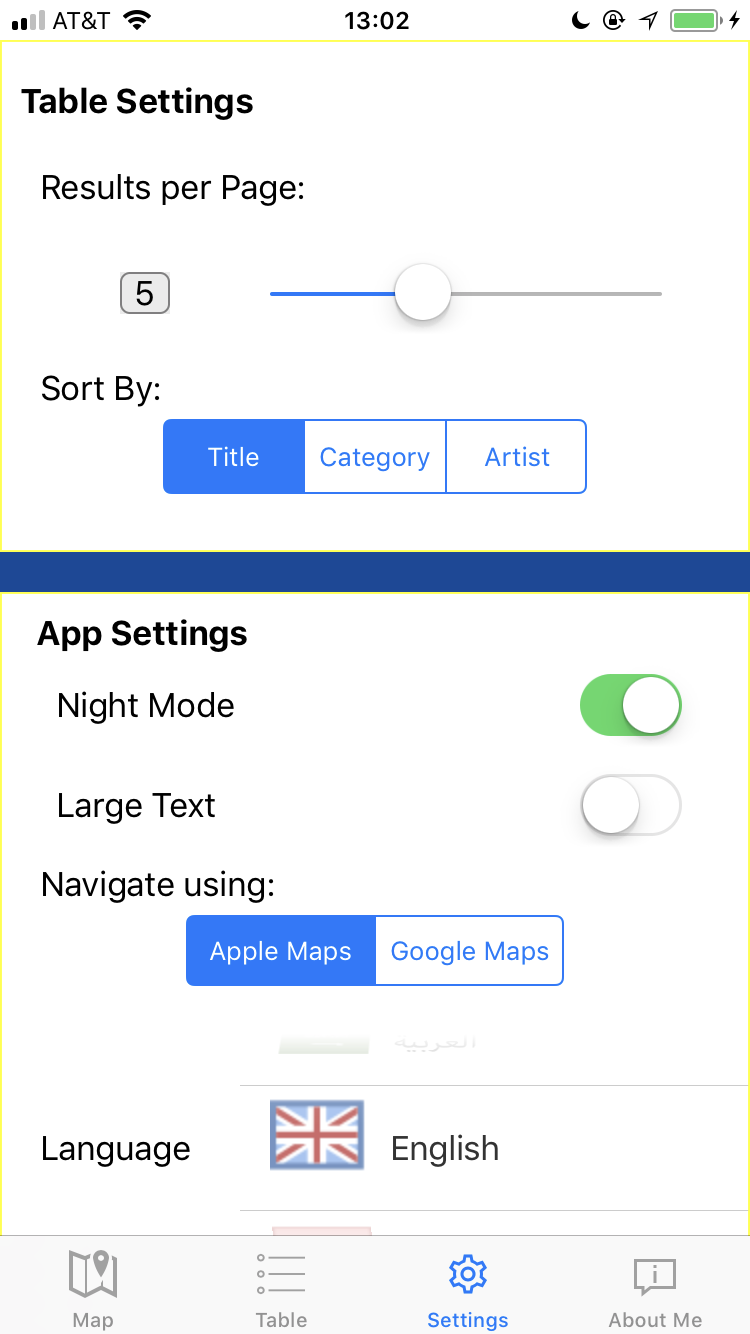 AT&T 13:02
Table Settings
Results per Page:
5
Sort By:
Title Category Artist
App Settings
Night Mode
Large Text
Navigate using:
Apple Maps Google Maps
العربية
Language English
Map Table Settings About Me